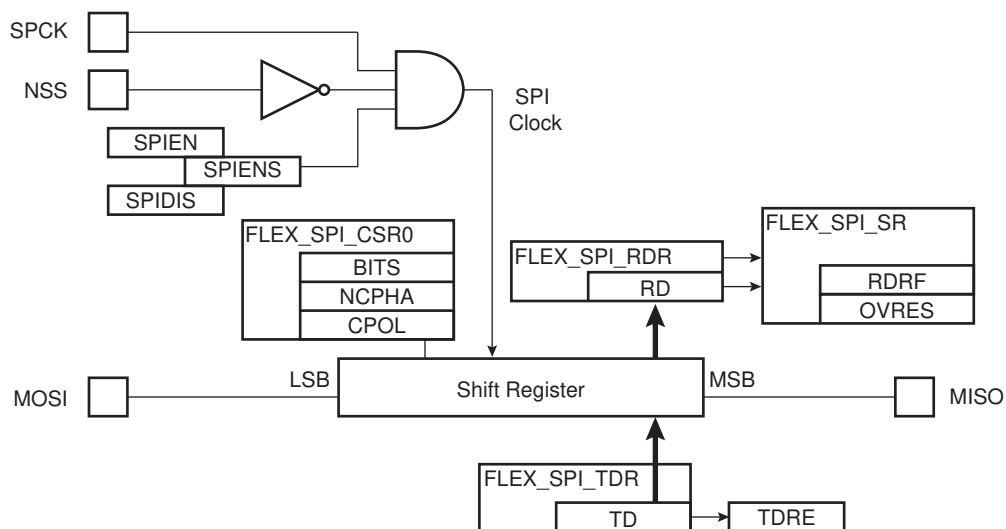 SPCK
NSS
SPI
Clock
SPIEN
SPIENS
SPIDIS
FLEX_SPI_CSR0
BITS
NCPHA
CPOL
FLEX_SPI_RDR
RD
FLEX_SPI_SR
RDRF
OVRES
MOSI
LSB
Shift Register
MSB
MISO
FLEX_SPI_TDR
TD
TDRE